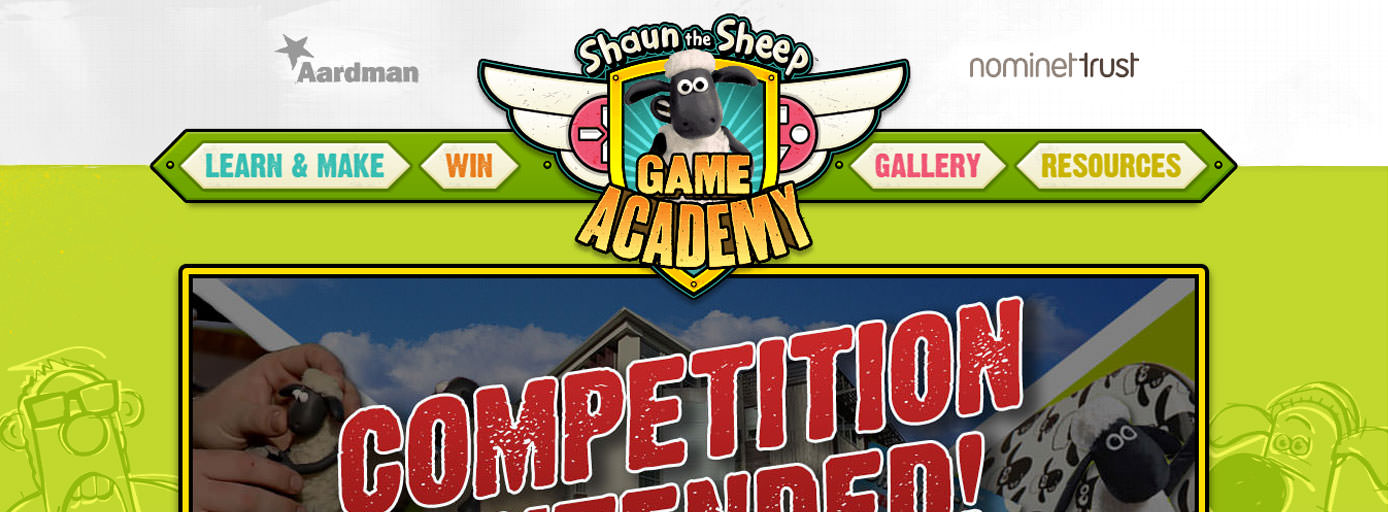 Shaun the Sheep
Aardman
nominettrust
LEARN & MAKE
WIN
GAME
ACADEMY
GALLERY
RESOURCES
COMPETITION